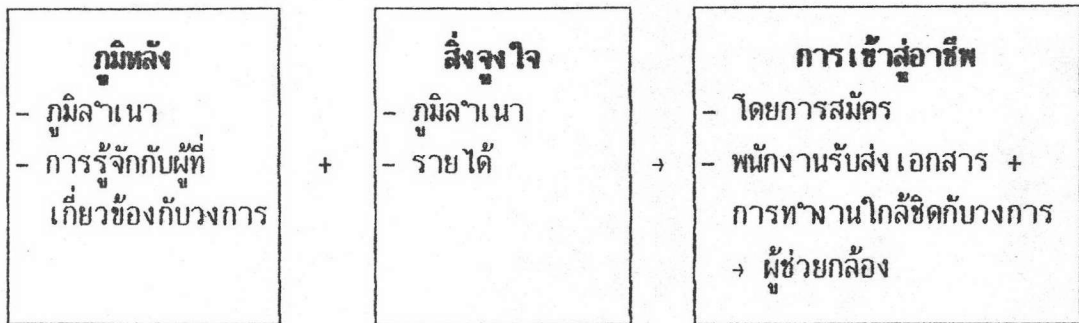 ภูมิหลัง
- ภูมิลำเนา
- การรู้จักกับผู้ที่
เกี่ยวข้องกับวงการ
+
สิ่งจูงใจ
- ภูมิลำเนา
- รายได้
→
การเข้าสู่อาชีพ
- โดยการสมัคร
- พนักงานรับส่งเอกสาร +
การทำงานใกล้ชิดกับวงการ
→ ผู้ช่วยกล้อง